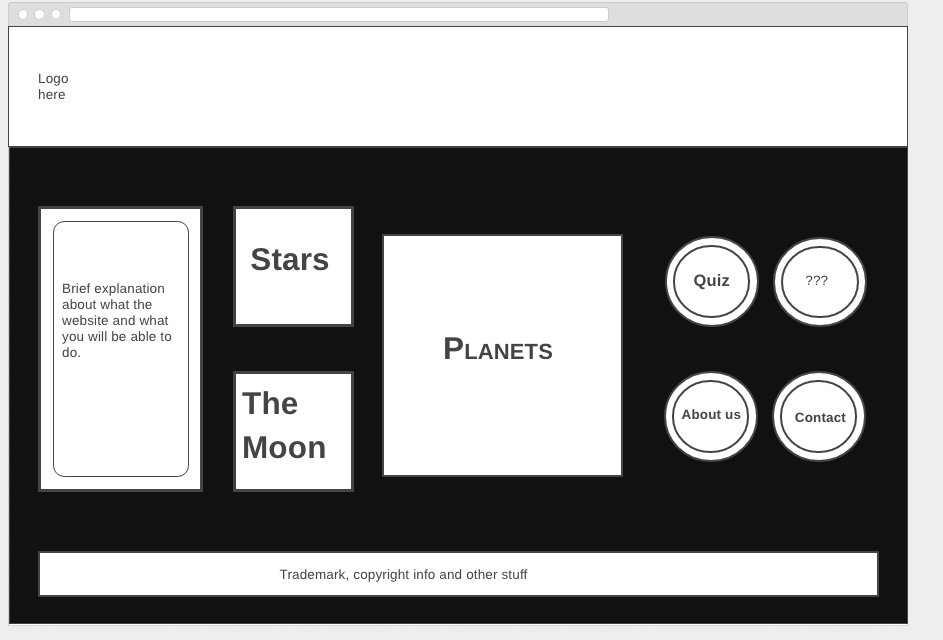 Logo
here
Brief explanation
about what the
website and what
you will be able to
do.
Stars
The
Moon
PLANETS
Quiz
???
About us
Contact
Trademark, copyright info and other stuff